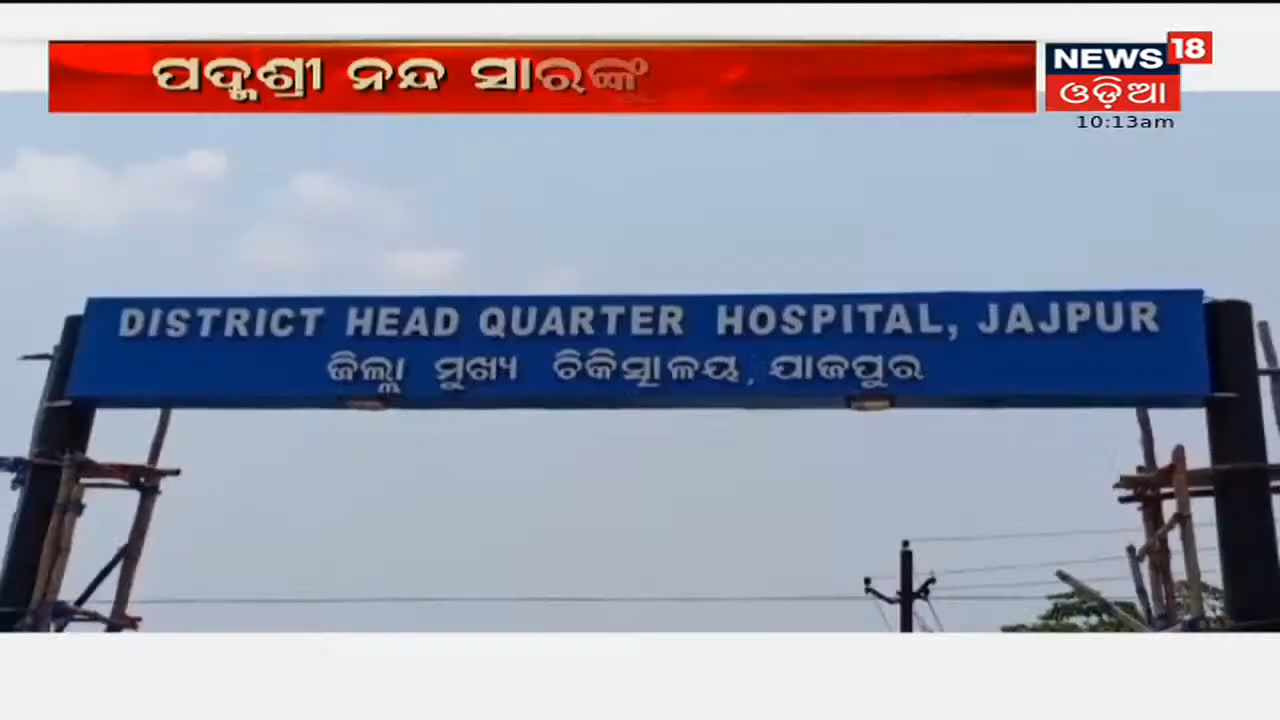 ପଦ୍ମଶ୍ରୀ ନନ୍ଦ ସାରଙ୍କୁ
NEWS 18
ଓଡ଼ିଆ
10:13am
DISTRICT HEAD QUARTER HOSPITAL, JAJPUR
ଜିଲ୍ଲା ମୁଖ୍ୟ ଚିକିତ୍ସାଳୟ, ଯାଜପୁର